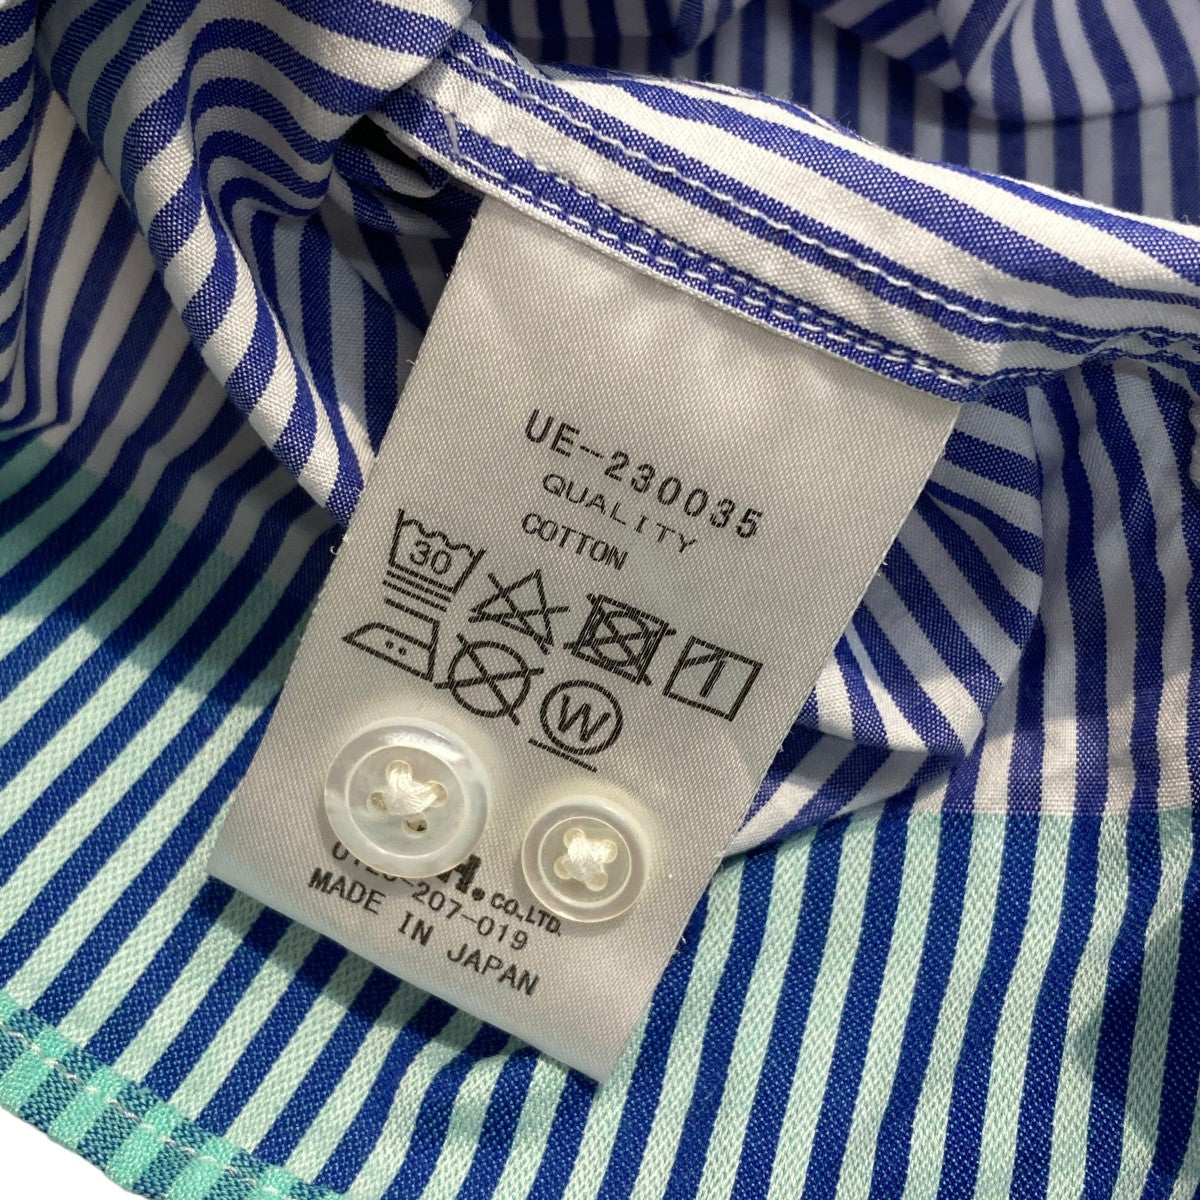 UE-230035
QUALITY
COTTON
30
W
H. CO.,LTD.
207-019
MADE IN JAPAN